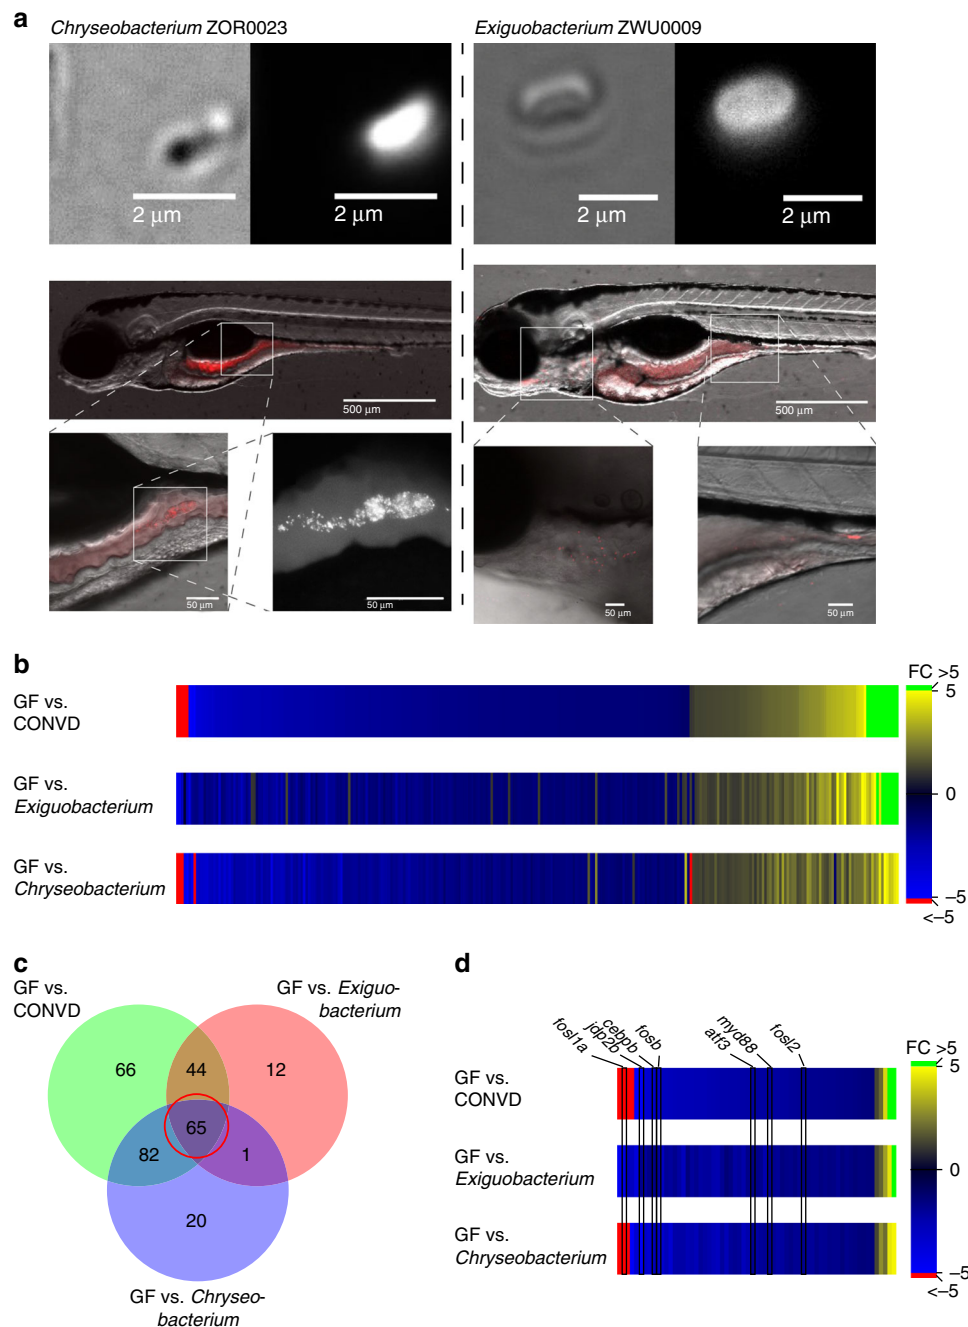 a
Chryseobacterium ZOR0023
Exiguobacterium ZWU0009
2 μm
2 μm
2 μm
2 μm
500 μm
500 μm
50 μm
50 μm
50 μm
50 μm
b
GF vs.
CONVD
GF vs.
Exiguobacterium
GF vs.
Chryseobacterium
FC >5
5
0
–5
<–5
c
GF vs.
CONVD
GF vs. Exiguo-
bacterium
66
44
12
65
82
1
20
GF vs. Chryseo-
bacterium
d
fosl1a
jdp2b
cebpb
fosb
atf3
myd88
fosl2
GF vs.
CONVD
GF vs.
Exiguobacterium
GF vs.
Chryseobacterium
FC >5
5
0
–5
<–5